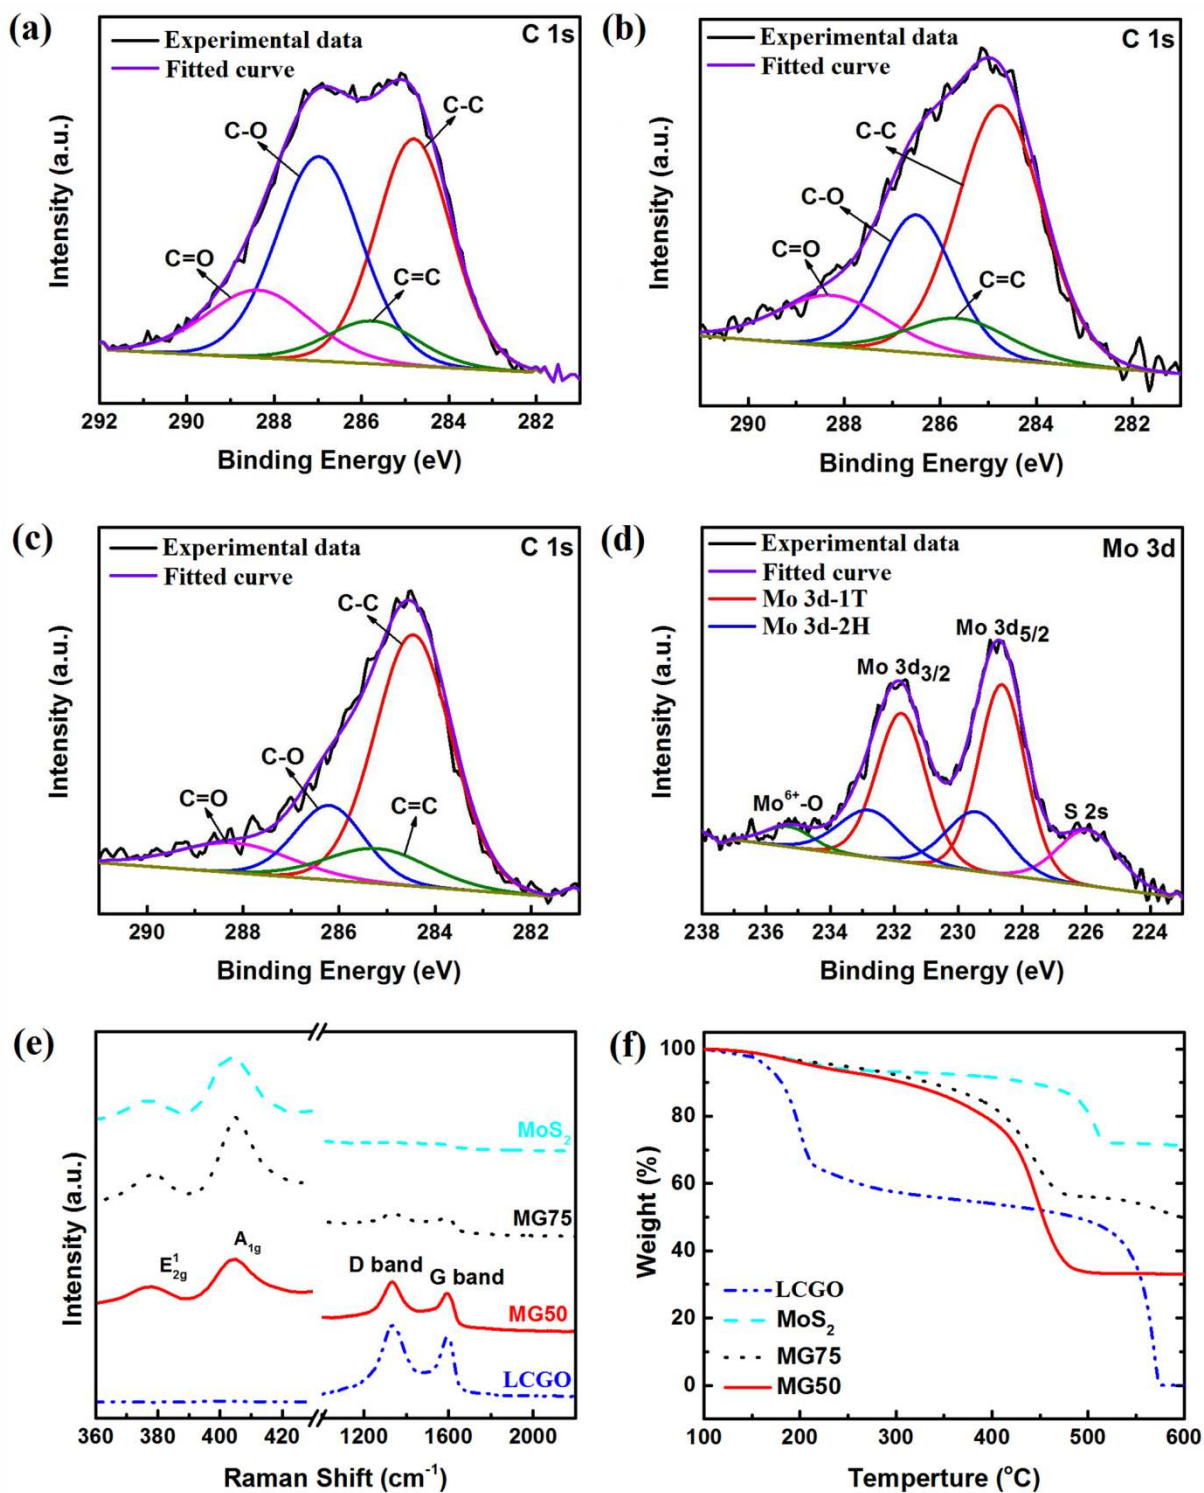 (a)
Experimental data
Fitted curve
C 1s
C-O
C-C
C=O
C=C
Intensity (a.u.)
292 290 288 286 284 282
Binding Energy (eV)
(b)
Experimental data
Fitted curve
C 1s
C-C
C-O
C=O
C=C
Intensity (a.u.)
290 288 286 284 282
Binding Energy (eV)
(c)
Experimental data
Fitted curve
C 1s
C-C
C-O
C=O
C=C
Intensity (a.u.)
290 288 286 284 282
Binding Energy (eV)
(d)
Experimental data
Fitted curve
Mo 3d-1T
Mo 3d-2H
Mo 3d
Mo 3d5/2
Mo 3d3/2
Mo6+-O
S 2s
Intensity (a.u.)
238 236 234 232 230 228 226 224
Binding Energy (eV)
(e)
MoS2
MG75
E12g
A1g
D band
G band
MG50
LCGO
Intensity (a.u.)
360 380 400 420 1200 1600 2000
Raman Shift (cm-1)
(f)
100
80
60
40
20
0
Weight (%)
LCGO
MoS2
MG75
MG50
100 200 300 400 500 600
Temperture (oC)